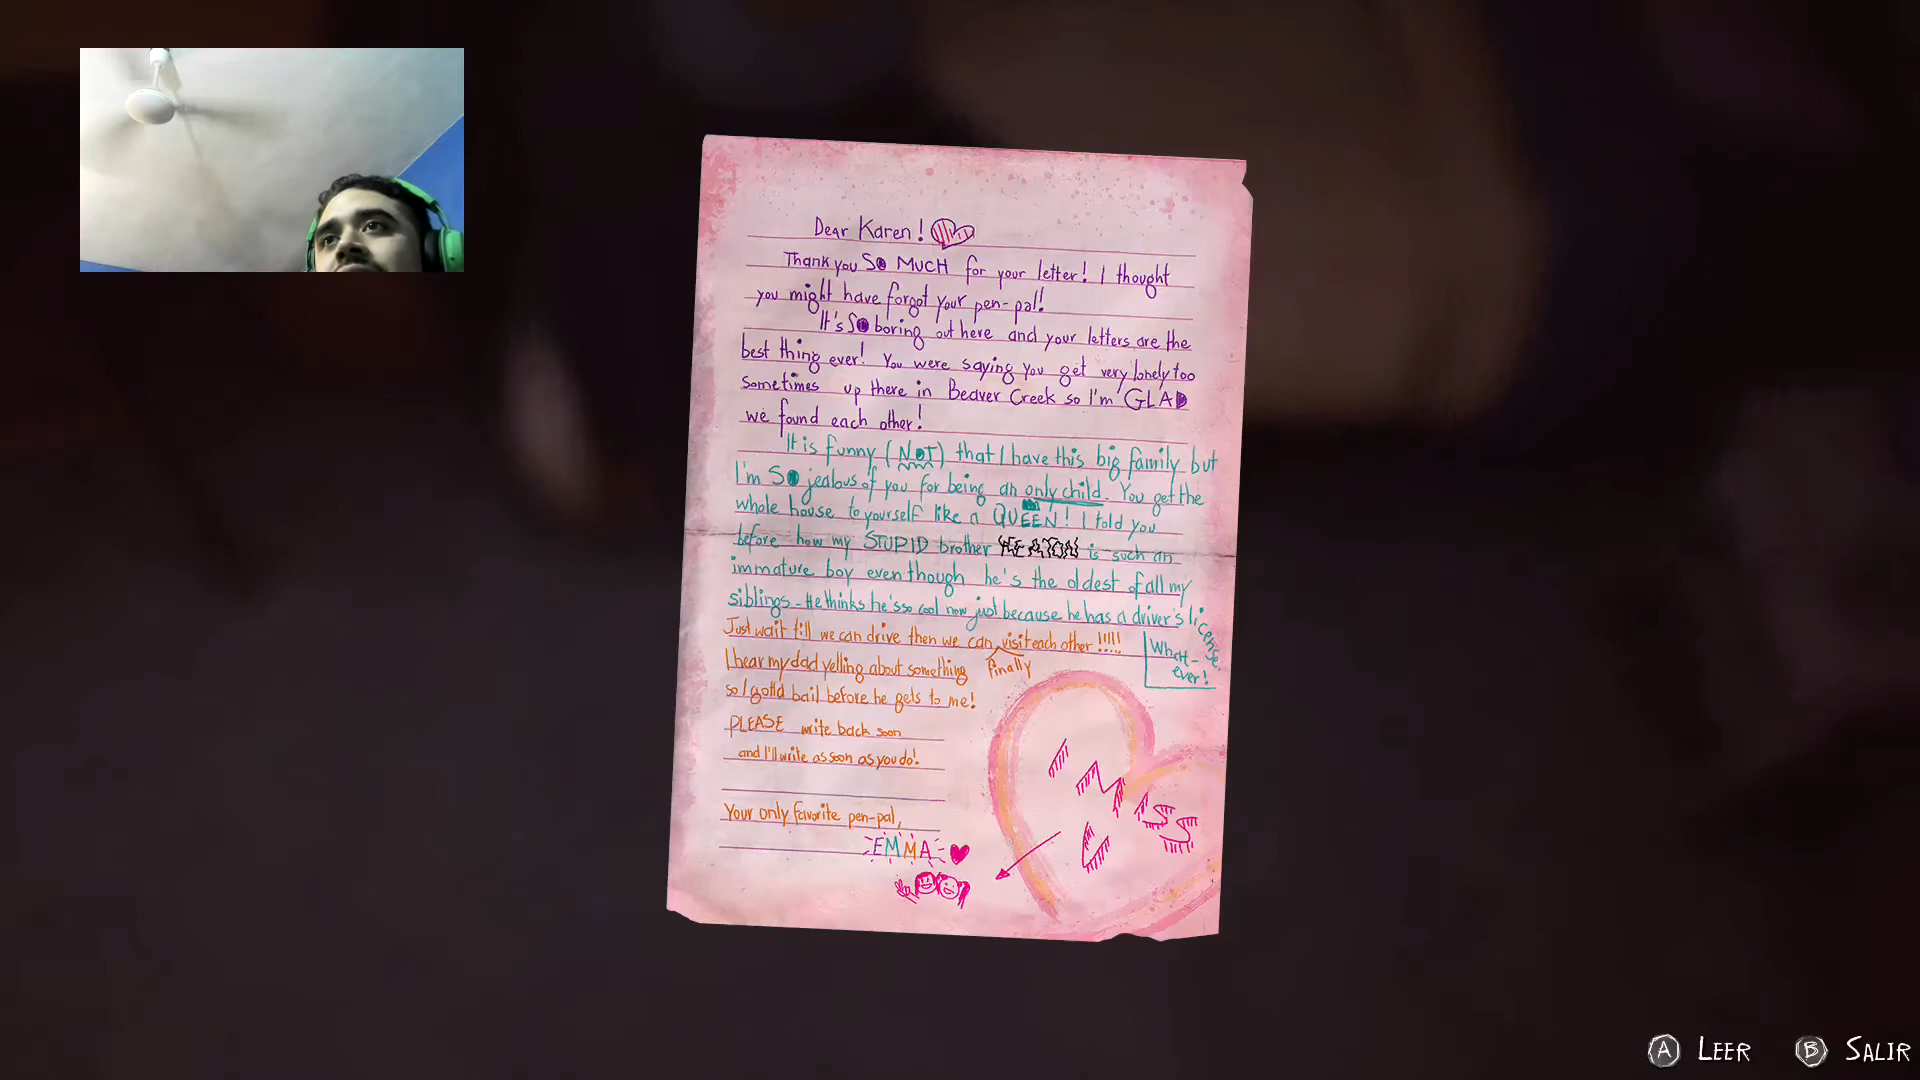 Dear Karen!
Thank you SO MUCH for your letter! I thought
you might have forgot your pen-pal!
It's SO boring out here and your letters are the
best thing ever! You were saying you get very lonely too
sometimes up there in Beaver Creek so I'm GLAD
we found each other!
It is funny (NOT) that I have this big family but
I'm SO jealous of you for being an only child. You get the
whole house to yourself like a QUEEN! I told you
before how my STUPID brother HEATON is such an
immature boy even though he's the oldest of all my
siblings - He thinks he's so cool now just because he has a driver's license.
What-
ever!
Just wait till we can drive then we can visit each other !!!!!
finally
I hear my dad yelling about something
so I gotta bail before he gets to me!
PLEASE write back soon
and I'll write as soon as you do!
Your only favorite pen-pal,
EMMA
I MISS U
A LEER B SALIR